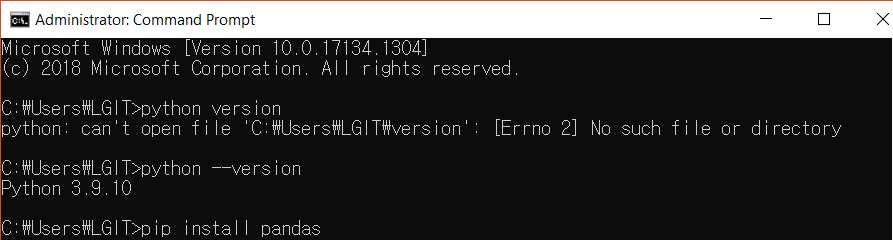 Administrator: Command Prompt
Microsoft Windows [Version 10.0.17134.1304]
(c) 2018 Microsoft Corporation. All rights reserved.
C:₩Users₩LGIT>python version
python: can't open file 'C:₩Users₩LGIT₩version': [Errno 2] No such file or directory
C:₩Users₩LGIT>python --version
Python 3.9.10
C:₩Users₩LGIT>pip install pandas